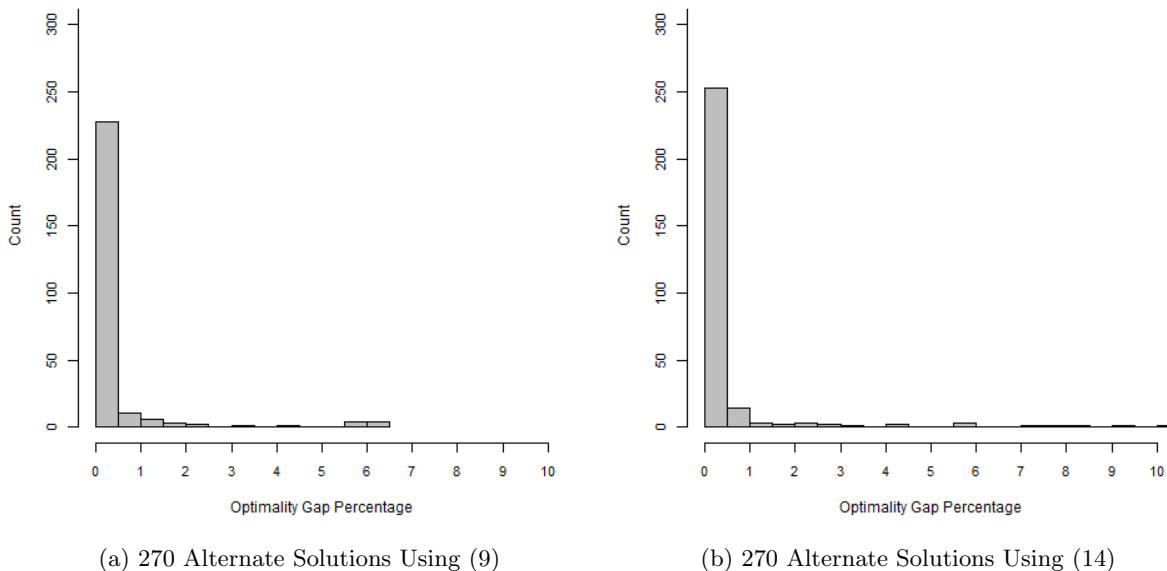 300
250
200
150
100
50
0
Count
0 1 2 3 4 5 6 7 8 9 10
Optimality Gap Percentage
(a) 270 Alternate Solutions Using (9)
300
250
200
150
100
50
0
Count
0 1 2 3 4 5 6 7 8 9 10
Optimality Gap Percentage
(b) 270 Alternate Solutions Using (14)